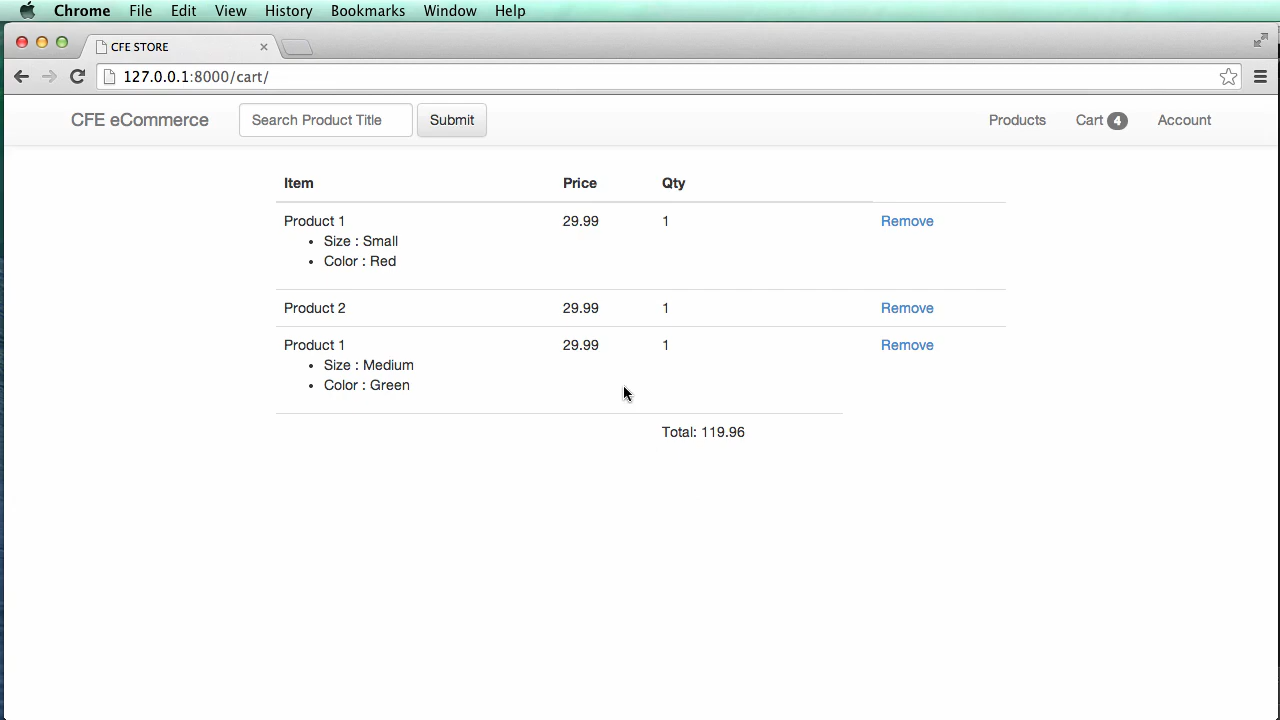 Chrome File Edit View History Bookmarks Window Help
CFE STORE
127.0.0.1:8000/cart/
CFE eCommerce Search Product Title Submit Products Cart 4 Account
Item Price Qty
Product 1 29.99 1 Remove
• Size : Small
• Color : Red
Product 2 29.99 1 Remove
Product 1 29.99 1 Remove
• Size : Medium
• Color : Green
Total: 119.96